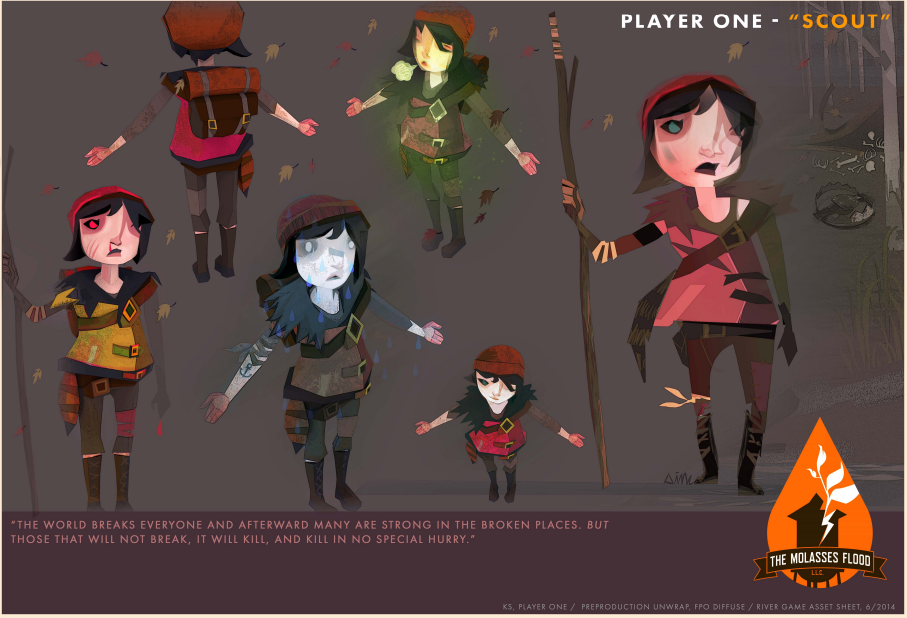 PLAYER ONE - "SCOUT"
"THE WORLD BREAKS EVERYONE AND AFTERWARD MANY ARE STRONG IN THE BROKEN PLACES. BUT
THOSE THAT WILL NOT BREAK, IT WILL KILL, AND KILL IN NO SPECIAL HURRY."
THE MOLASSES FLOOD
L.L.C.
KS, PLAYER ONE / PREPRODUCTION UNWRAP, FPO DIFFUSE / RIVER GAME ASSET SHEET, 6/2014